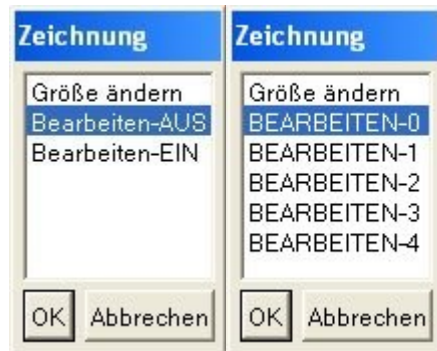 Zeichnung
Größe ändern
Bearbeiten-AUS
Bearbeiten-EIN
OK
Abbrechen
Zeichnung
Größe ändern
BEARBEITEN-0
BEARBEITEN-1
BEARBEITEN-2
BEARBEITEN-3
BEARBEITEN-4
OK
Abbrechen